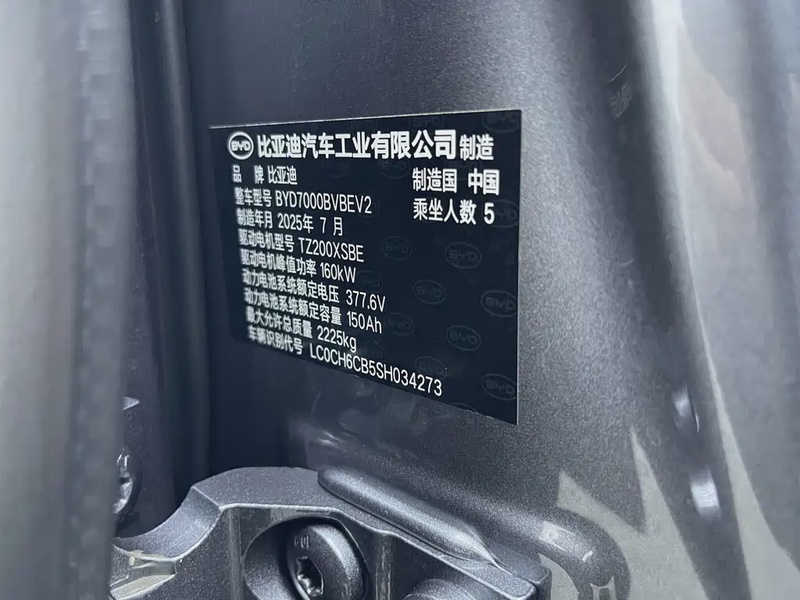 BYD 比亚迪汽车工业有限公司制造
品 牌 比亚迪 制造国 中国
整车型号 BYD7000BVBEV2 乘坐人数 5
制造年月 2025年 7 月
驱动电机型号 TZ200XSBE
驱动电机峰值功率 160kW
动力电池系统额定电压 377.6V
动力电池系统额定容量 150Ah
最大允许总质量 2225kg
车辆识别代号 LC0CH6CB5SH034273